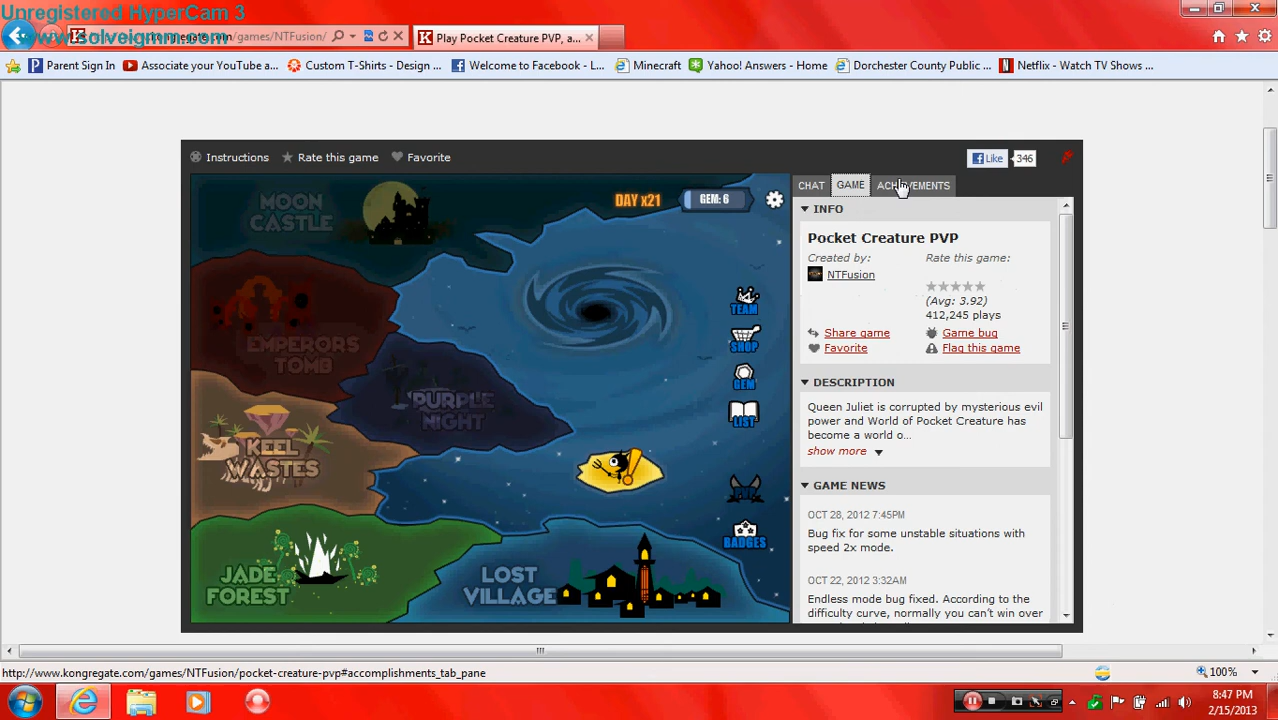 Unregistered HyperCam 3
www.solveigmm.com
ongregate.com/games/NTFusion/
Play Pocket Creature PVP, a...
Parent Sign In
Associate your YouTube a...
Custom T-Shirts - Design ...
Welcome to Facebook - L...
Minecraft
Yahoo! Answers - Home
Dorchester County Public ...
Netflix - Watch TV Shows ...
Instructions
Rate this game
Favorite
Like
346
MOON
CASTLE
DAY x21
GEM: 6
CHAT
GAME
ACHIEVEMENTS
INFO
Pocket Creature PVP
Created by:
Rate this game:
NTFusion
(Avg: 3.92)
412,245 plays
Share game
Game bug
Favorite
Flag this game
EMPERORS
TOMB
PURPLE
NIGHT
TEAM
SHOP
GEM
LIST
KEEL
WASTES
PVP
BADGES
JADE
FOREST
LOST
VILLAGE
DESCRIPTION
Queen Juliet is corrupted by mysterious evil
power and World of Pocket Creature has
become a world o...
show more
GAME NEWS
OCT 28, 2012 7:45PM
Bug fix for some unstable situations with
speed 2x mode.
OCT 22, 2012 3:32AM
Endless mode bug fixed. According to the
difficulty curve, normally you can't win over
http://www.kongregate.com/games/NTFusion/pocket-creature-pvp#accomplishments_tab_pane
100%
8:47 PM
2/15/2013